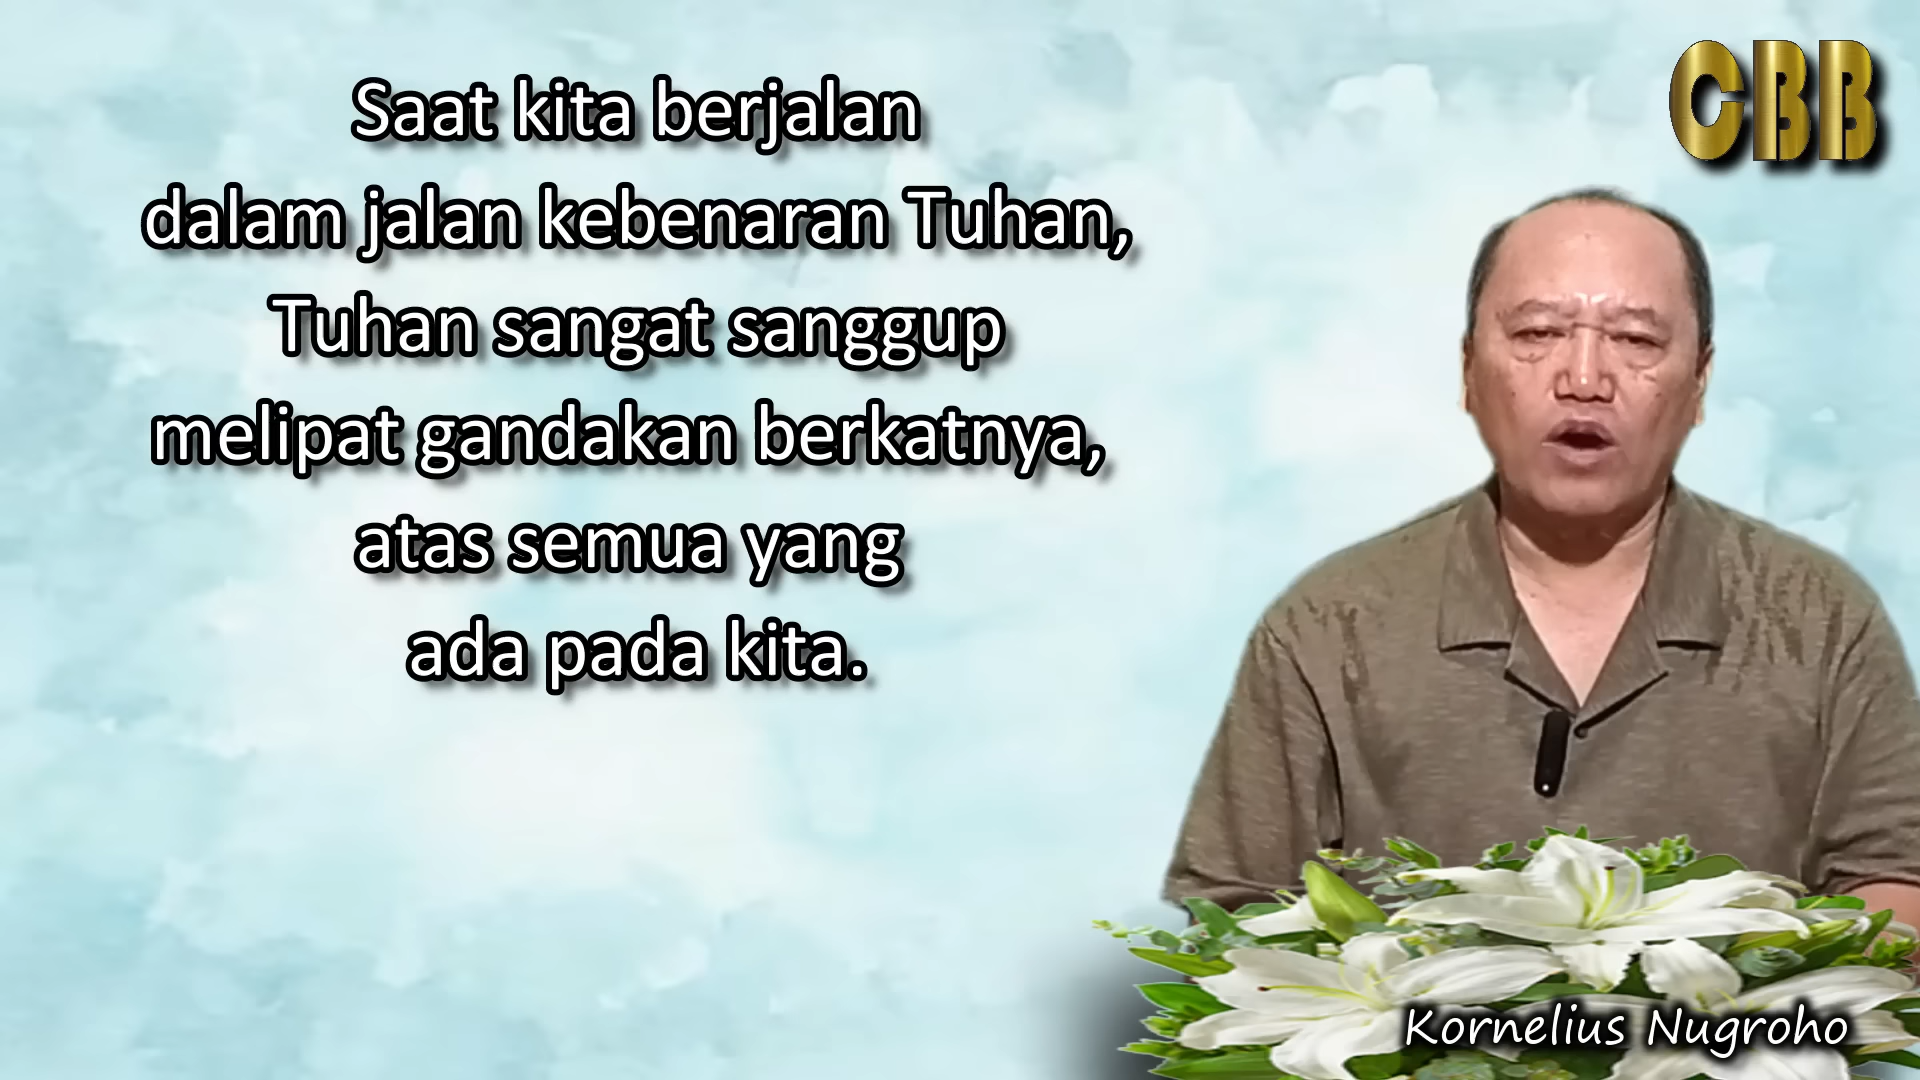 CBB
Saat kita berjalan
dalam jalan kebenaran Tuhan,
Tuhan sangat sanggup
melipat gandakan berkatnya,
atas semua yang
ada pada kita.
Kornelius Nugroho